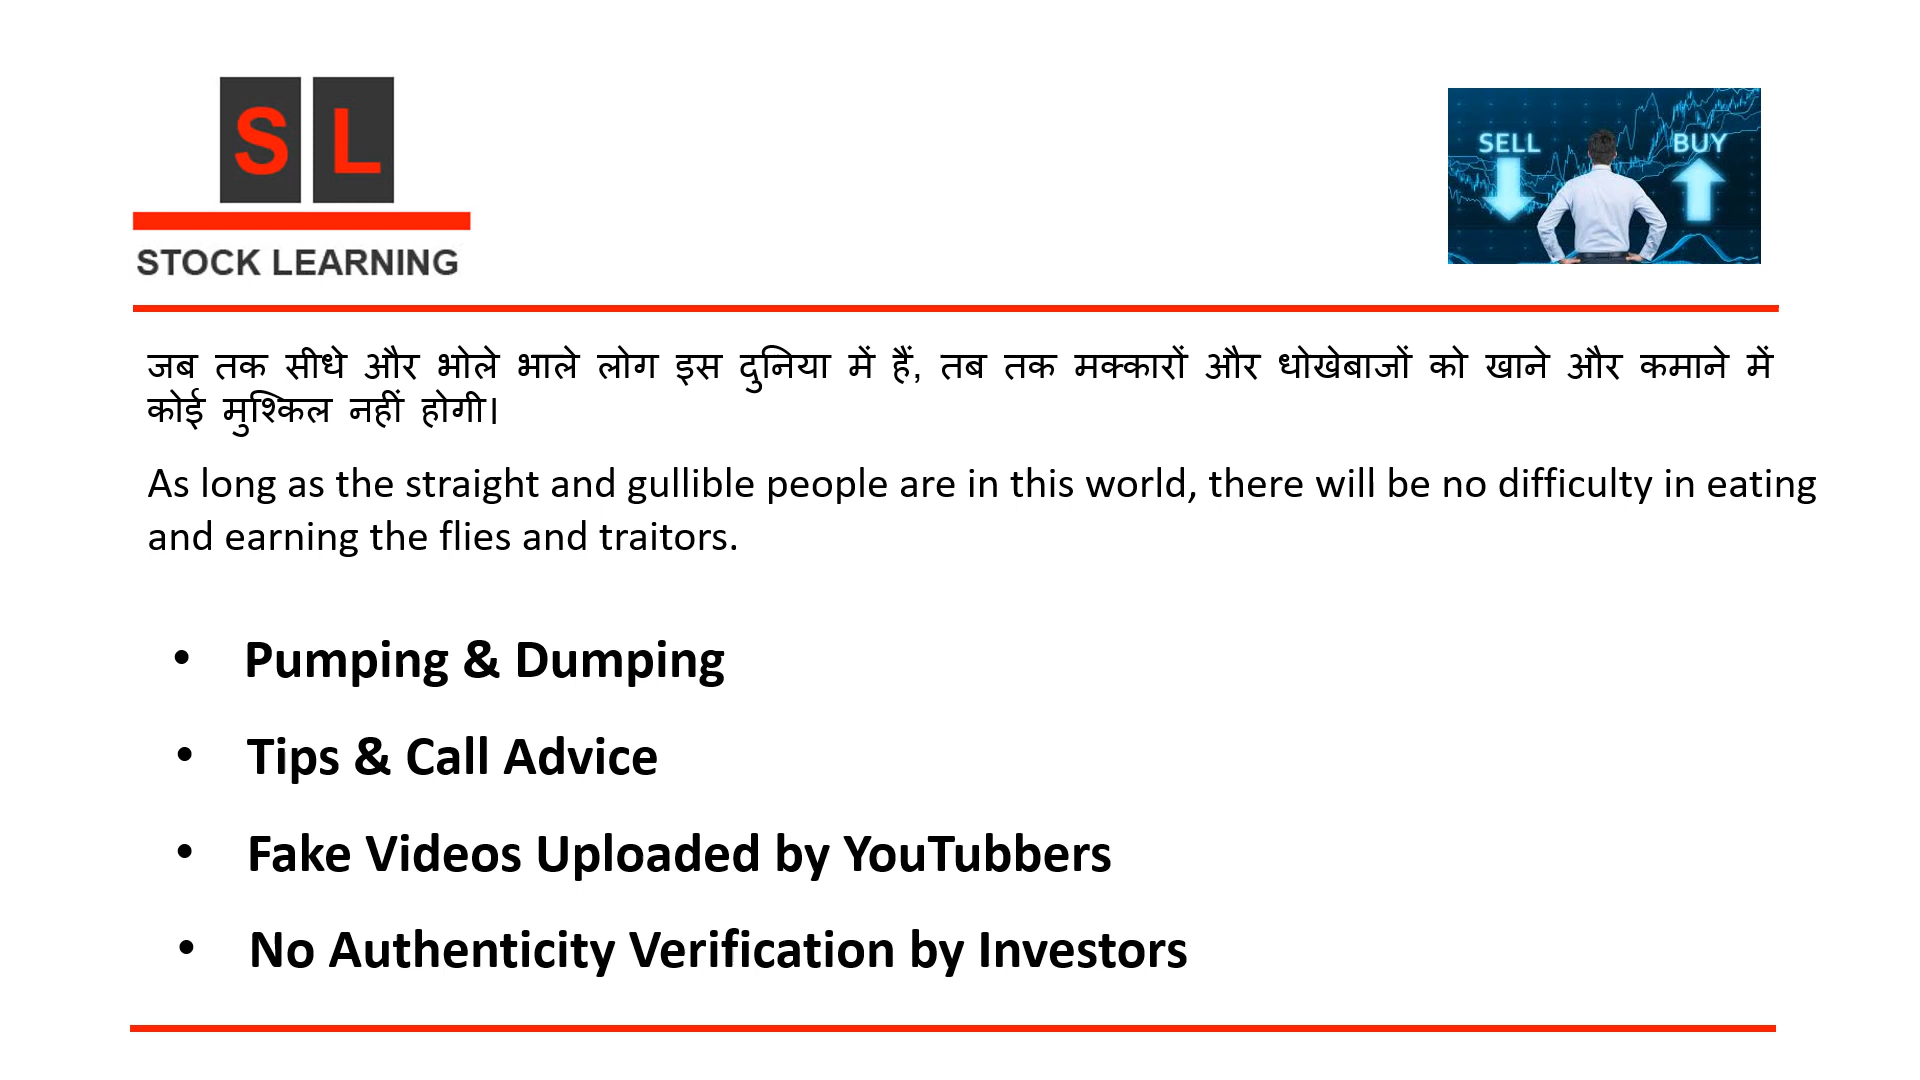 S L
SELL BUY
STOCK LEARNING
जब तक सीधे और भोले भाले लोग इस दुनिया में हैं, तब तक मक्कारों और धोखेबाजों को खाने और कमाने में
कोई मुश्किल नहीं होगी।
As long as the straight and gullible people are in this world, there will be no difficulty in eating
and earning the flies and traitors.
• Pumping & Dumping
• Tips & Call Advice
• Fake Videos Uploaded by YouTubbers
• No Authenticity Verification by Investors